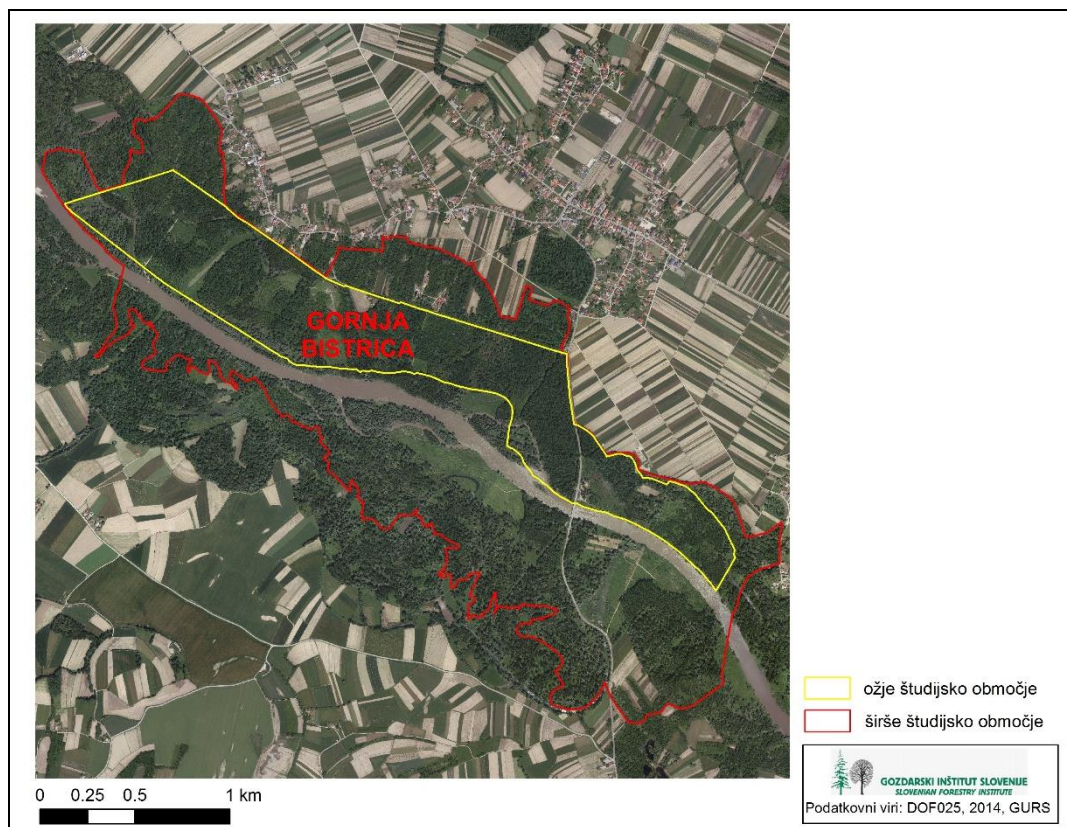 GORNJA
BISTRICA
ožje študijsko območje
širše študijsko območje
GOZDARSKI INŠTITUT SLOVENIJE
SLOVENIAN FORESTRY INSTITUTE
Podatkovni viri: DOF025, 2014, GURS
0 0.25 0.5 1 km